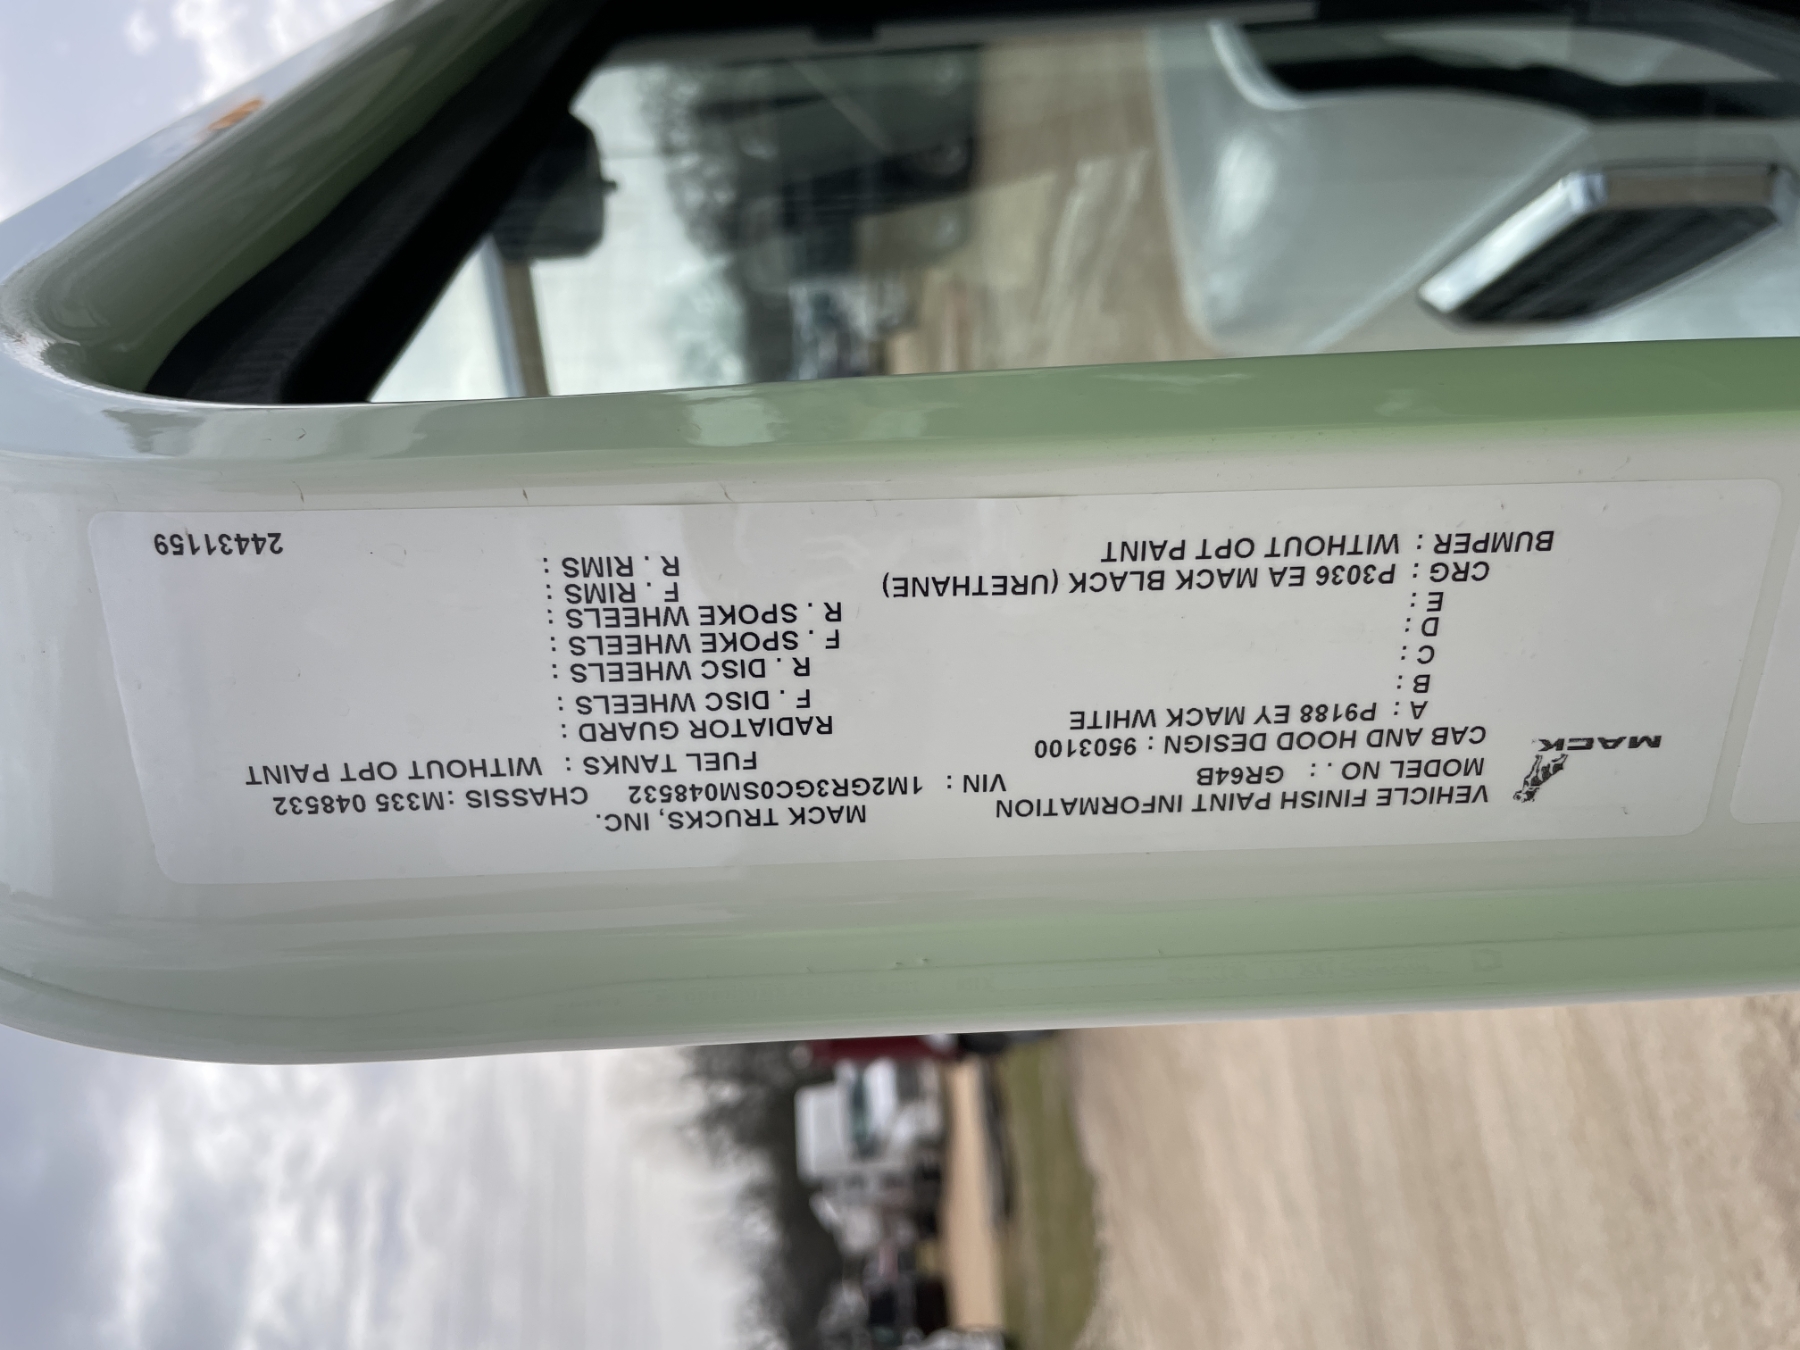 MACK
VEHICLE FINISH PAINT INFORMATION
MACK TRUCKS, INC.
MODEL NO . : GR64B
VIN : 1M2GR3GC0SM048532
CHASSIS : M335 048532
CAB AND HOOD DESIGN : 9503100
A : P9188 EY MACK WHITE
B :
C :
D :
E :
CRG : P3036 EA MACK BLACK (URETHANE)
BUMPER : WITHOUT OPT PAINT
FUEL TANKS : WITHOUT OPT PAINT
RADIATOR GUARD :
F . DISC WHEELS :
R . DISC WHEELS :
F . SPOKE WHEELS :
R . SPOKE WHEELS :
F . RIMS :
R . RIMS :
24431159